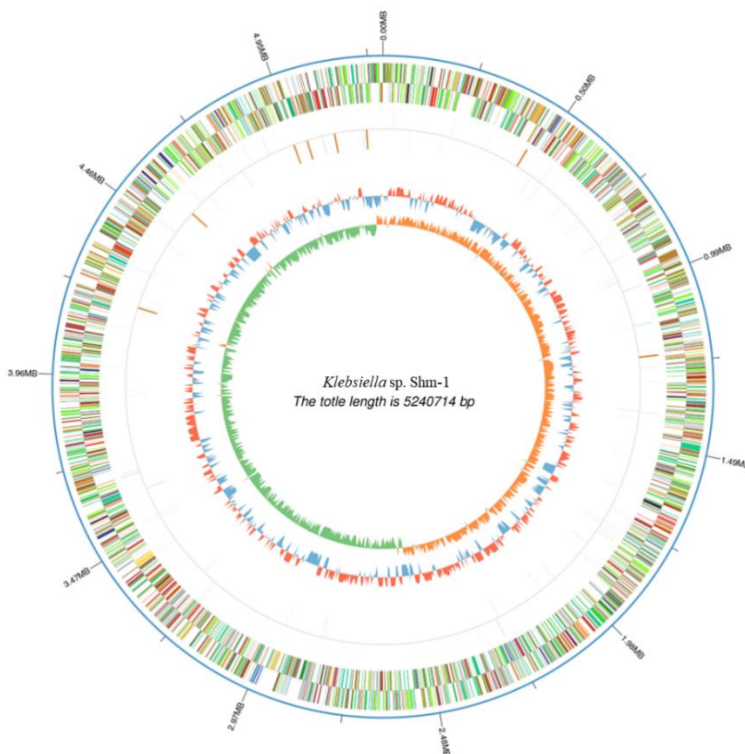 0.00MB
0.50MB
0.99MB
1.49MB
1.98MB
2.48MB
2.97MB
3.47MB
3.96MB
4.46MB
4.95MB
Klebsiella sp. Shm-1
The totle length is 5240714 bp